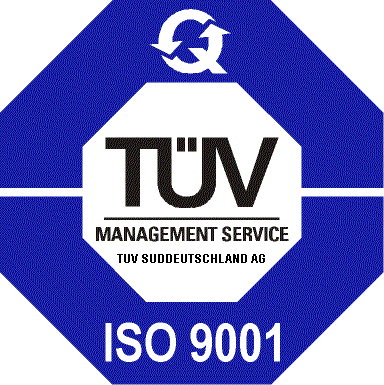 TÜV
MANAGEMENT SERVICE
TUV SUDDEUTSCHLAND AG
ISO 9001